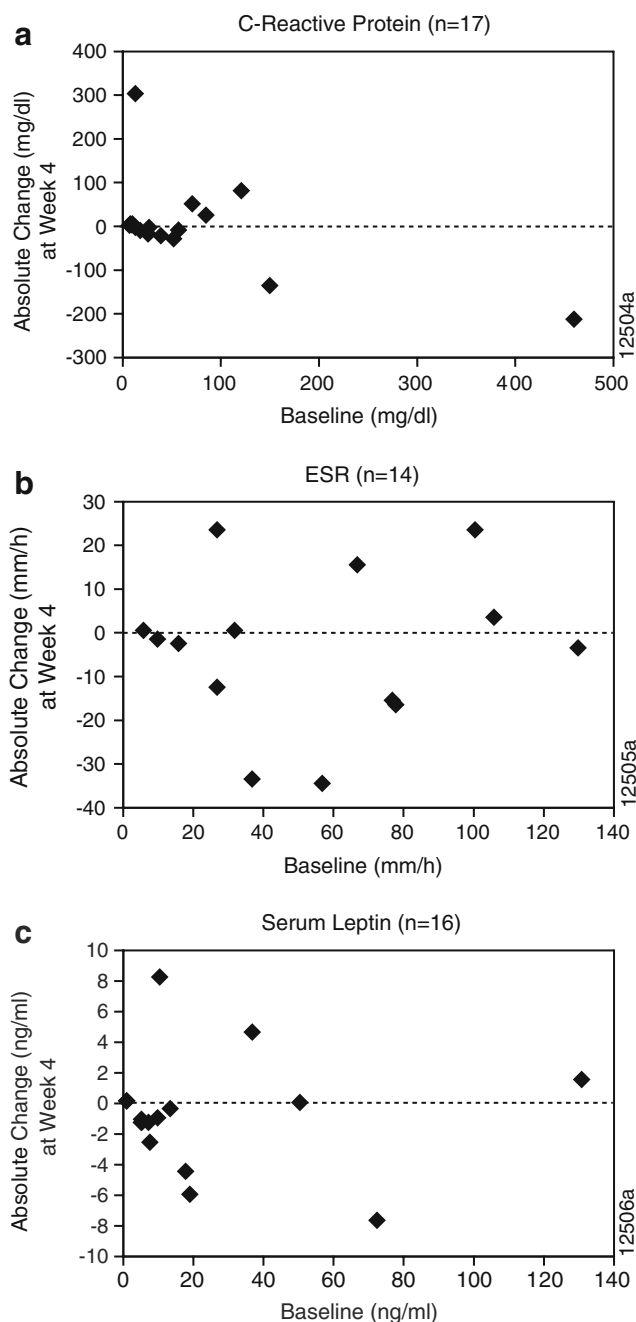 a
C-Reactive Protein (n=17)
Absolute Change (mg/dl)
at Week 4
400
300
200
100
0
-100
-200
-300
0
100
200
300
400
500
Baseline (mg/dl)
12504a
b
ESR (n=14)
Absolute Change (mm/h)
at Week 4
30
20
10
0
-10
-20
-30
-40
0
20
40
60
80
100
120
140
Baseline (mm/h)
12505a
c
Serum Leptin (n=16)
Absolute Change (ng/ml)
at Week 4
10
8
6
4
2
0
-2
-4
-6
-8
-10
0
20
40
60
80
100
120
140
Baseline (ng/ml)
12506a